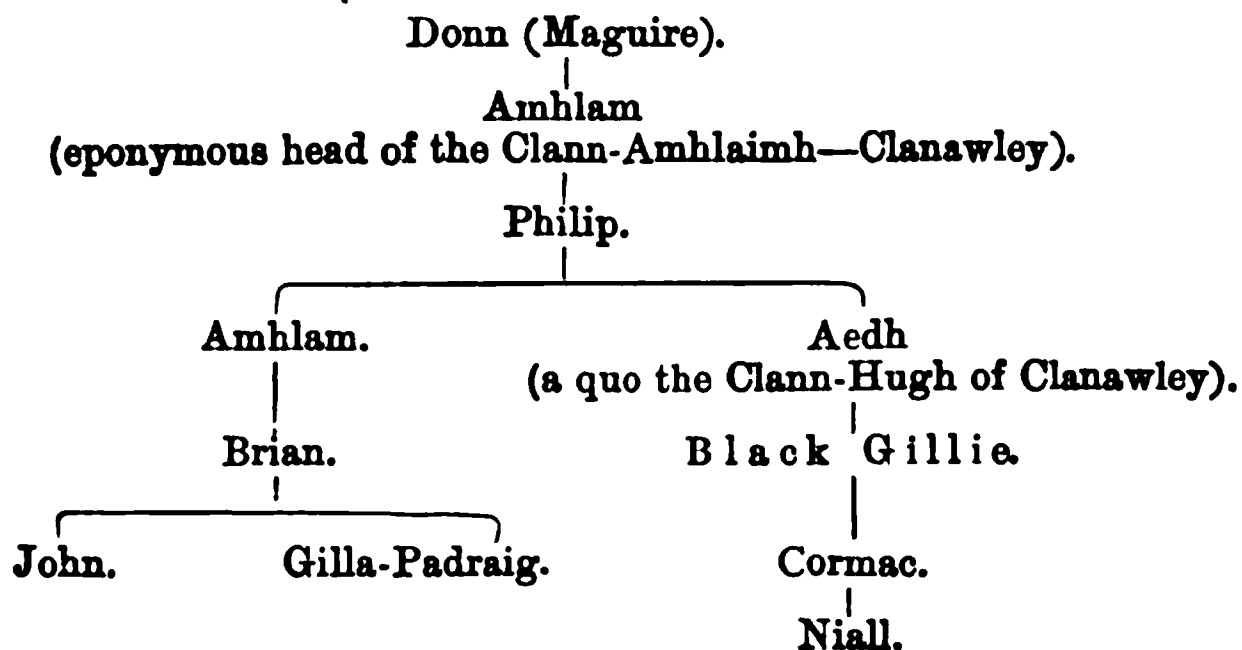 Donn (Maguire).
Amhlam
(eponymous head of the Clann-Amhlaimh—Clanawley).
Philip.
Amhlam. Aedh
(a quo the Clann-Hugh of Clanawley).
Brian. Black Gillie.
John. Gilla-Padraig. Cormac.
Niall.